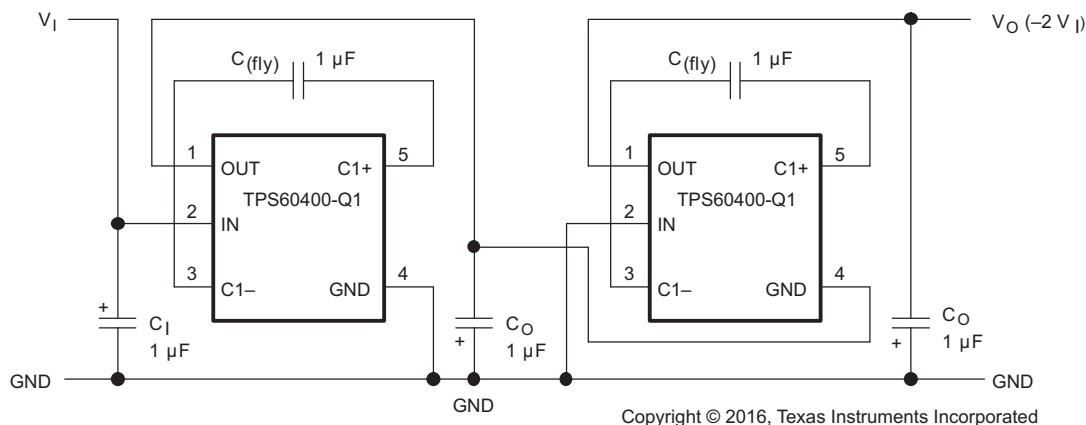 V_I
V_O (–2 V_I)
C_(fly) 1 µF
C_(fly) 1 µF
1
OUT
C1+
5
TPS60400-Q1
2
IN
3
C1–
GND
4
1
OUT
C1+
5
TPS60400-Q1
2
IN
3
C1–
GND
4
+
C_I
1 µF
+
C_O
1 µF
+
C_O
1 µF
GND
GND
GND
Copyright © 2016, Texas Instruments Incorporated